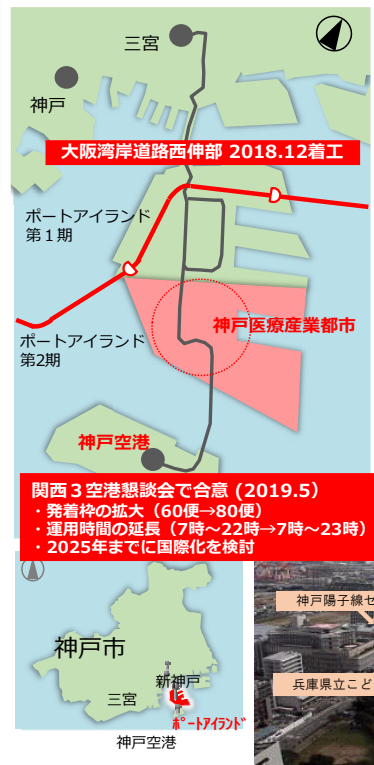 三宮
神戸
大阪湾岸道路西伸部 2018.12着工
ポートアイランド
第１期
ポートアイランド
第2期
神戸医療産業都市
神戸空港
関西３空港懇談会で合意 (2019.5）
・発着枠の拡大（60便→80便）
・運用時間の延長（7時～22時→7時～23時）
・2025年までに国際化を検討
神戸市
新神戸
三宮
ﾎﾟｰﾄｱｲﾗﾝﾄﾞ
神戸空港
神戸陽子線セ
兵庫県立こど